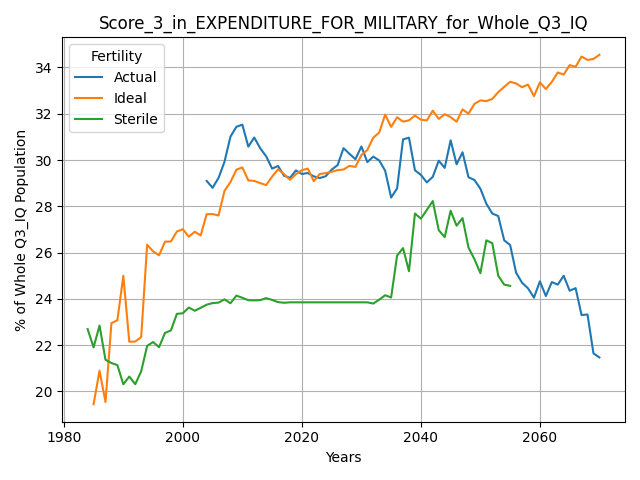 Score_3_in_EXPENDITURE_FOR_MILITARY_for_Whole_Q3_IQ
Fertility
Actual
Ideal
Sterile
% of Whole Q3_IQ Population
34
32
30
28
26
24
22
20
1980 2000 2020 2040 2060
Years